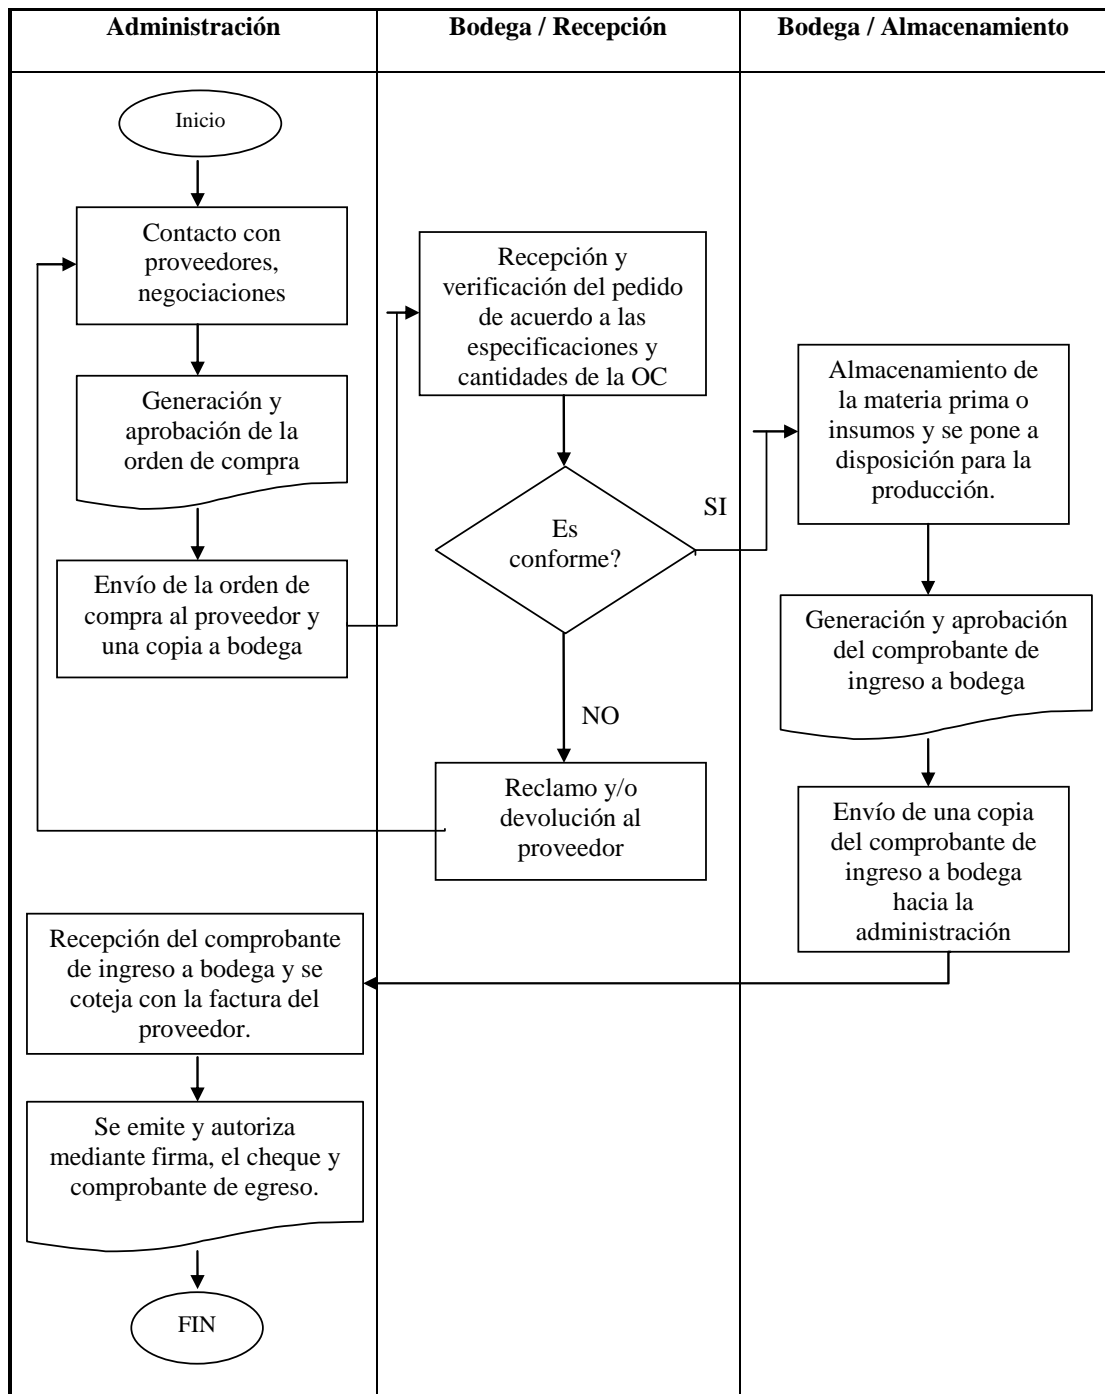 Administración
Bodega / Recepción
Bodega / Almacenamiento
Inicio
Contacto con
proveedores,
negociaciones
Generación y
aprobación de la
orden de compra
Envío de la orden de
compra al proveedor y
una copia a bodega
Recepción y
verificación del pedido
de acuerdo a las
especificaciones y
cantidades de la OC
Es
conforme?
SI
NO
Reclamo y/o
devolución al
proveedor
Almacenamiento de
la materia prima o
insumos y se pone a
disposición para la
producción.
Generación y aprobación
del comprobante de
ingreso a bodega
Envío de una copia
del comprobante de
ingreso a bodega
hacia la
administración
Recepción del comprobante
de ingreso a bodega y se
coteja con la factura del
proveedor.
Se emite y autoriza
mediante firma, el cheque y
comprobante de egreso.
FIN